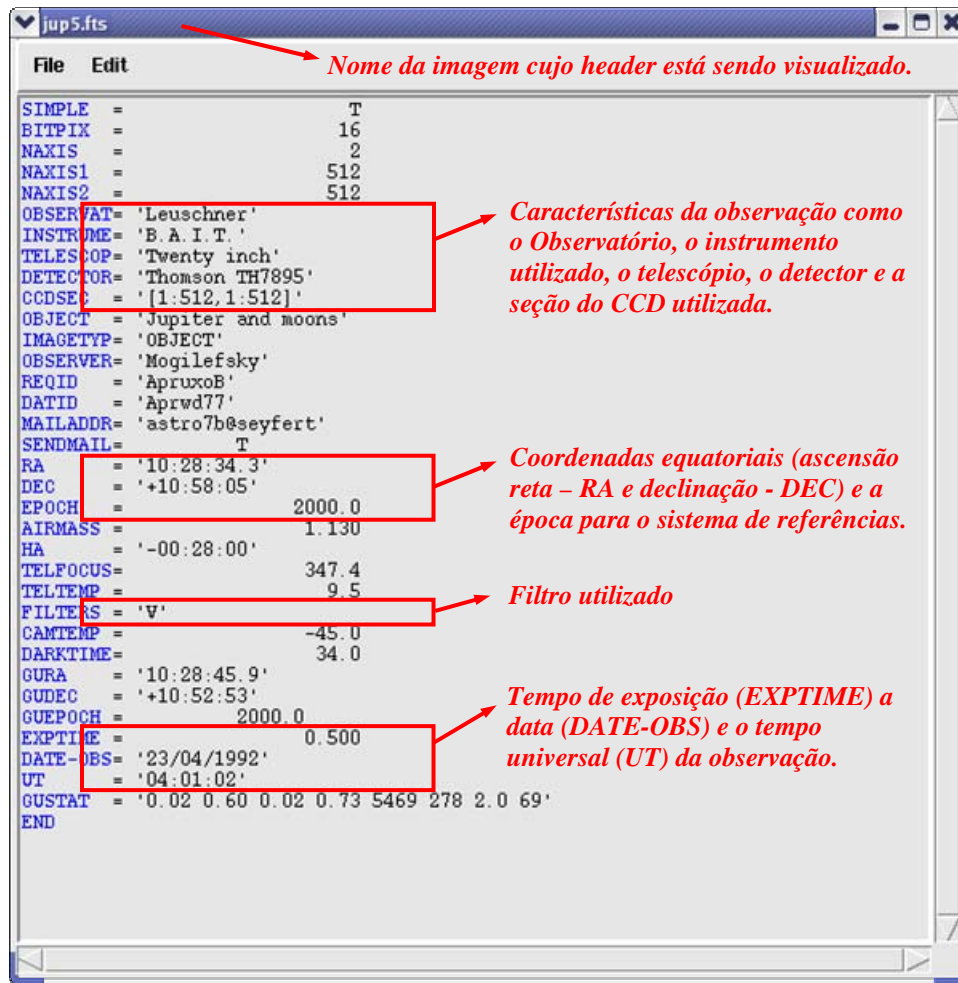 jup5.fts
File Edit
Nome da imagem cujo header está sendo visualizado.
SIMPLE = T
BITPIX = 16
NAXIS = 2
NAXIS1 = 512
NAXIS2 = 512
OBSERVAT= 'Leuschner'
INSTRUME= 'B.A.I.T.'
TELESCOP= 'Twenty inch'
DETECTOR= 'Thomson TH7895'
CCDSEC = '[1:512,1:512]'
Características da observação como
o Observatório, o instrumento
utilizado, o telescópio, o detector e a
seção do CCD utilizada.
OBJECT = 'Jupiter and moons'
IMAGETYP= 'OBJECT'
OBSERVER= 'Mogilefsky'
REQID = 'ApruxoB'
DATID = 'Aprwd77'
MAILADDR= 'astro7b@seyfert'
SENDMAIL= T
RA = '10:28:34.3'
DEC = '+10:58:05'
EPOCH = 2000.0
Coordenadas equatoriais (ascensão
reta – RA e declinação - DEC) e a
época para o sistema de referências.
AIRMASS = 1.130
HA = '-00:28:00'
TELFOCUS= 347.4
TELTEMP = 9.5
FILTERS = 'V'
Filtro utilizado
CAMTEMP = -45.0
DARKTIME= 34.0
GURA = '10:28:45.9'
GUDEC = '+10:52:53'
GUEPOCH = 2000.0
EXPTIME = 0.500
DATE-OBS= '23/04/1992'
UT = '04:01:02'
Tempo de exposição (EXPTIME) a
data (DATE-OBS) e o tempo
universal (UT) da observação.
GUSTAT = '0.02 0.60 0.02 0.73 5469 278 2.0 69'
END